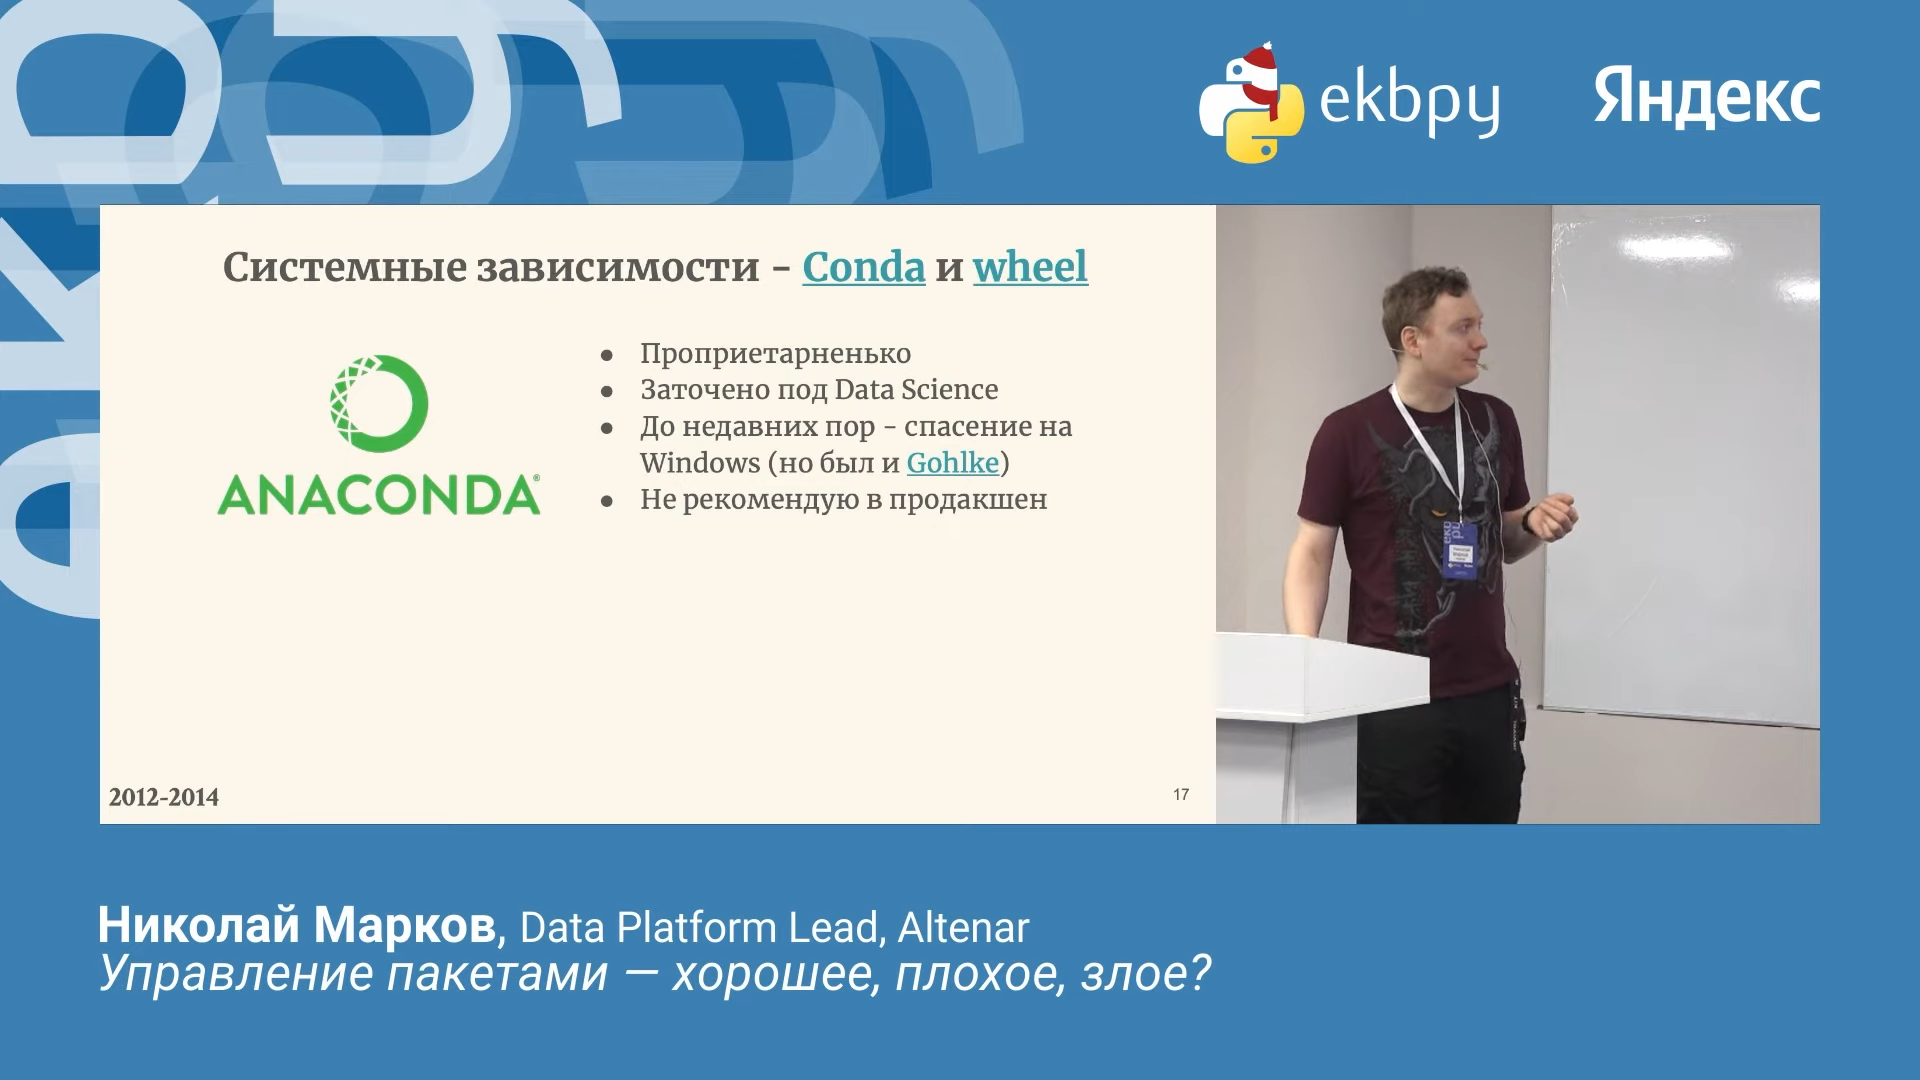 ekbpy
Яндекс
Системные зависимости - Conda и wheel
ANACONDA®
● Проприетарненько
● Заточено под Data Science
● До недавних пор - спасение на
Windows (но был и Gohlke)
● Не рекомендую в продакшен
2012-2014
17
Николай Марков, Data Platform Lead, Altenar
Управление пакетами — хорошее, плохое, злое?